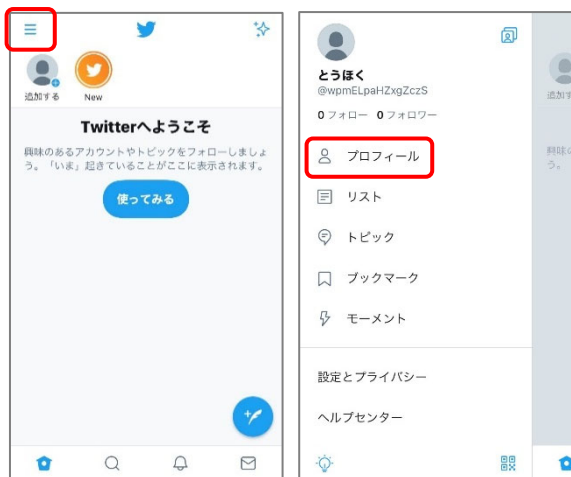 追加する
New
Twitterへようこそ
興味のあるアカウントやトピックをフォローしましょ
う。「いま」起きていることがここに表示されます。
使ってみる
とうほく
@wpmELpaHZxgZczS
0 フォロー 0 フォロワー
プロフィール
リスト
トピック
ブックマーク
モーメント
設定とプライバシー
ヘルプセンター
追加す
興味の
う。